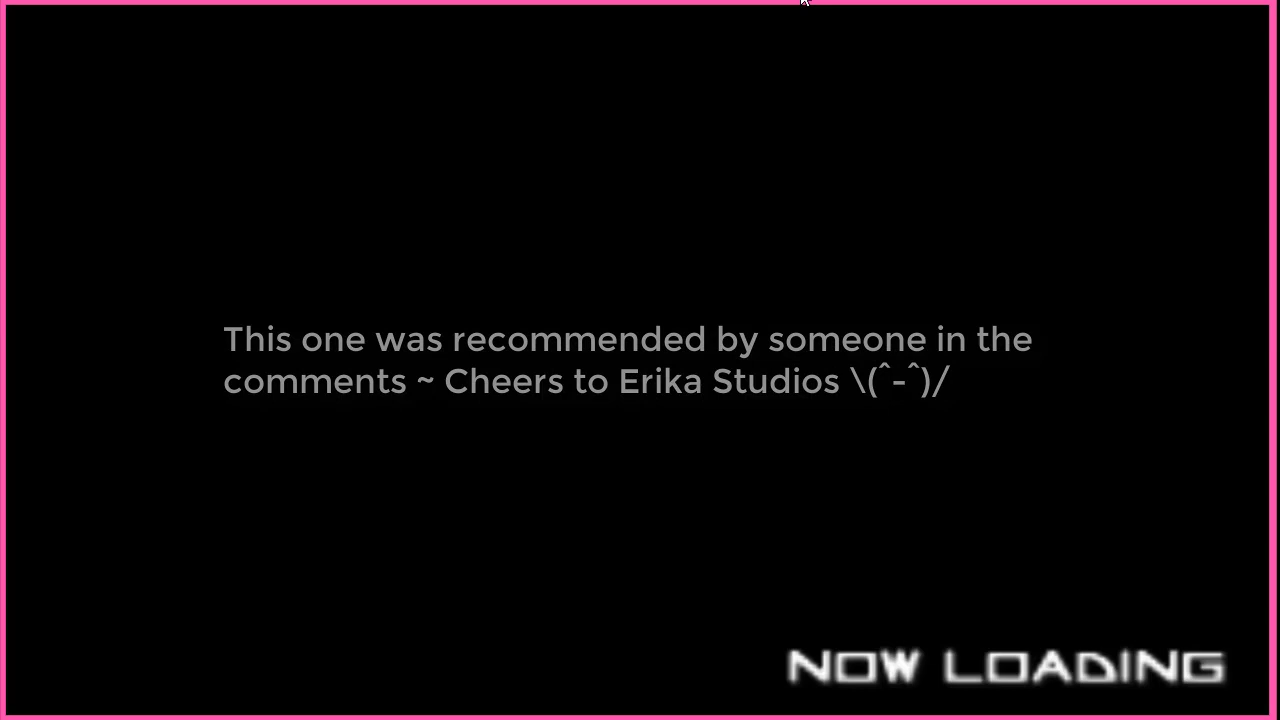 This one was recommended by someone in the
comments ~ Cheers to Erika Studios \(ˆ-ˆ)/
NOW LOADING